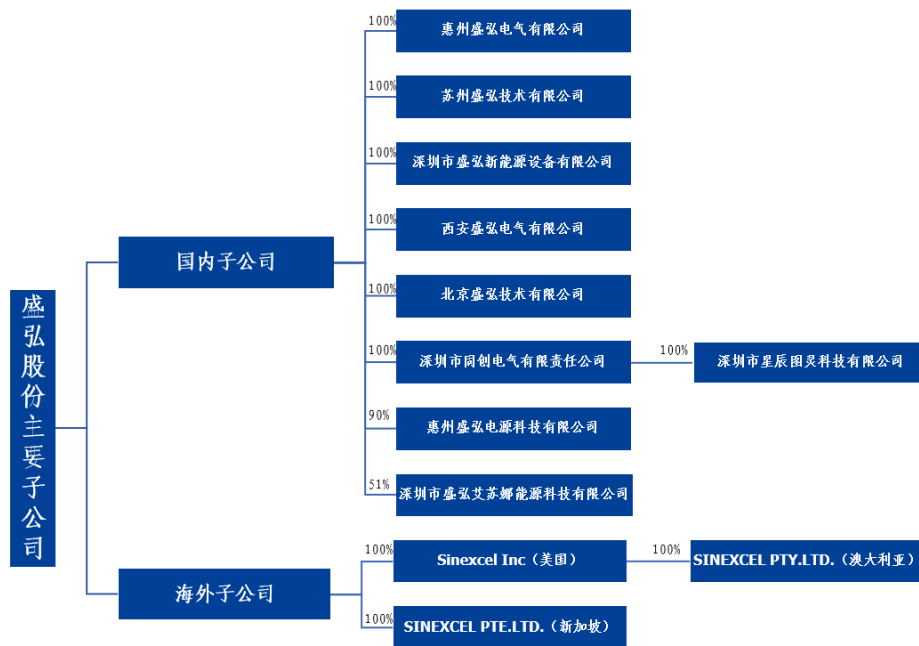 盛弘股份主要子公司
国内子公司
100%
惠州盛弘电气有限公司
100%
苏州盛弘技术有限公司
100%
深圳市盛弘新能源设备有限公司
100%
西安盛弘电气有限公司
100%
北京盛弘技术有限公司
100%
深圳市同创电气有限责任公司
100%
深圳市星辰图灵科技有限公司
90%
惠州盛弘电源科技有限公司
51%
深圳市盛弘艾苏娜能源科技有限公司
海外子公司
100%
Sinexcel Inc（美国）
100%
SINEXCEL PTY.LTD.（澳大利亚）
100%
SINEXCEL PTE.LTD.（新加坡）